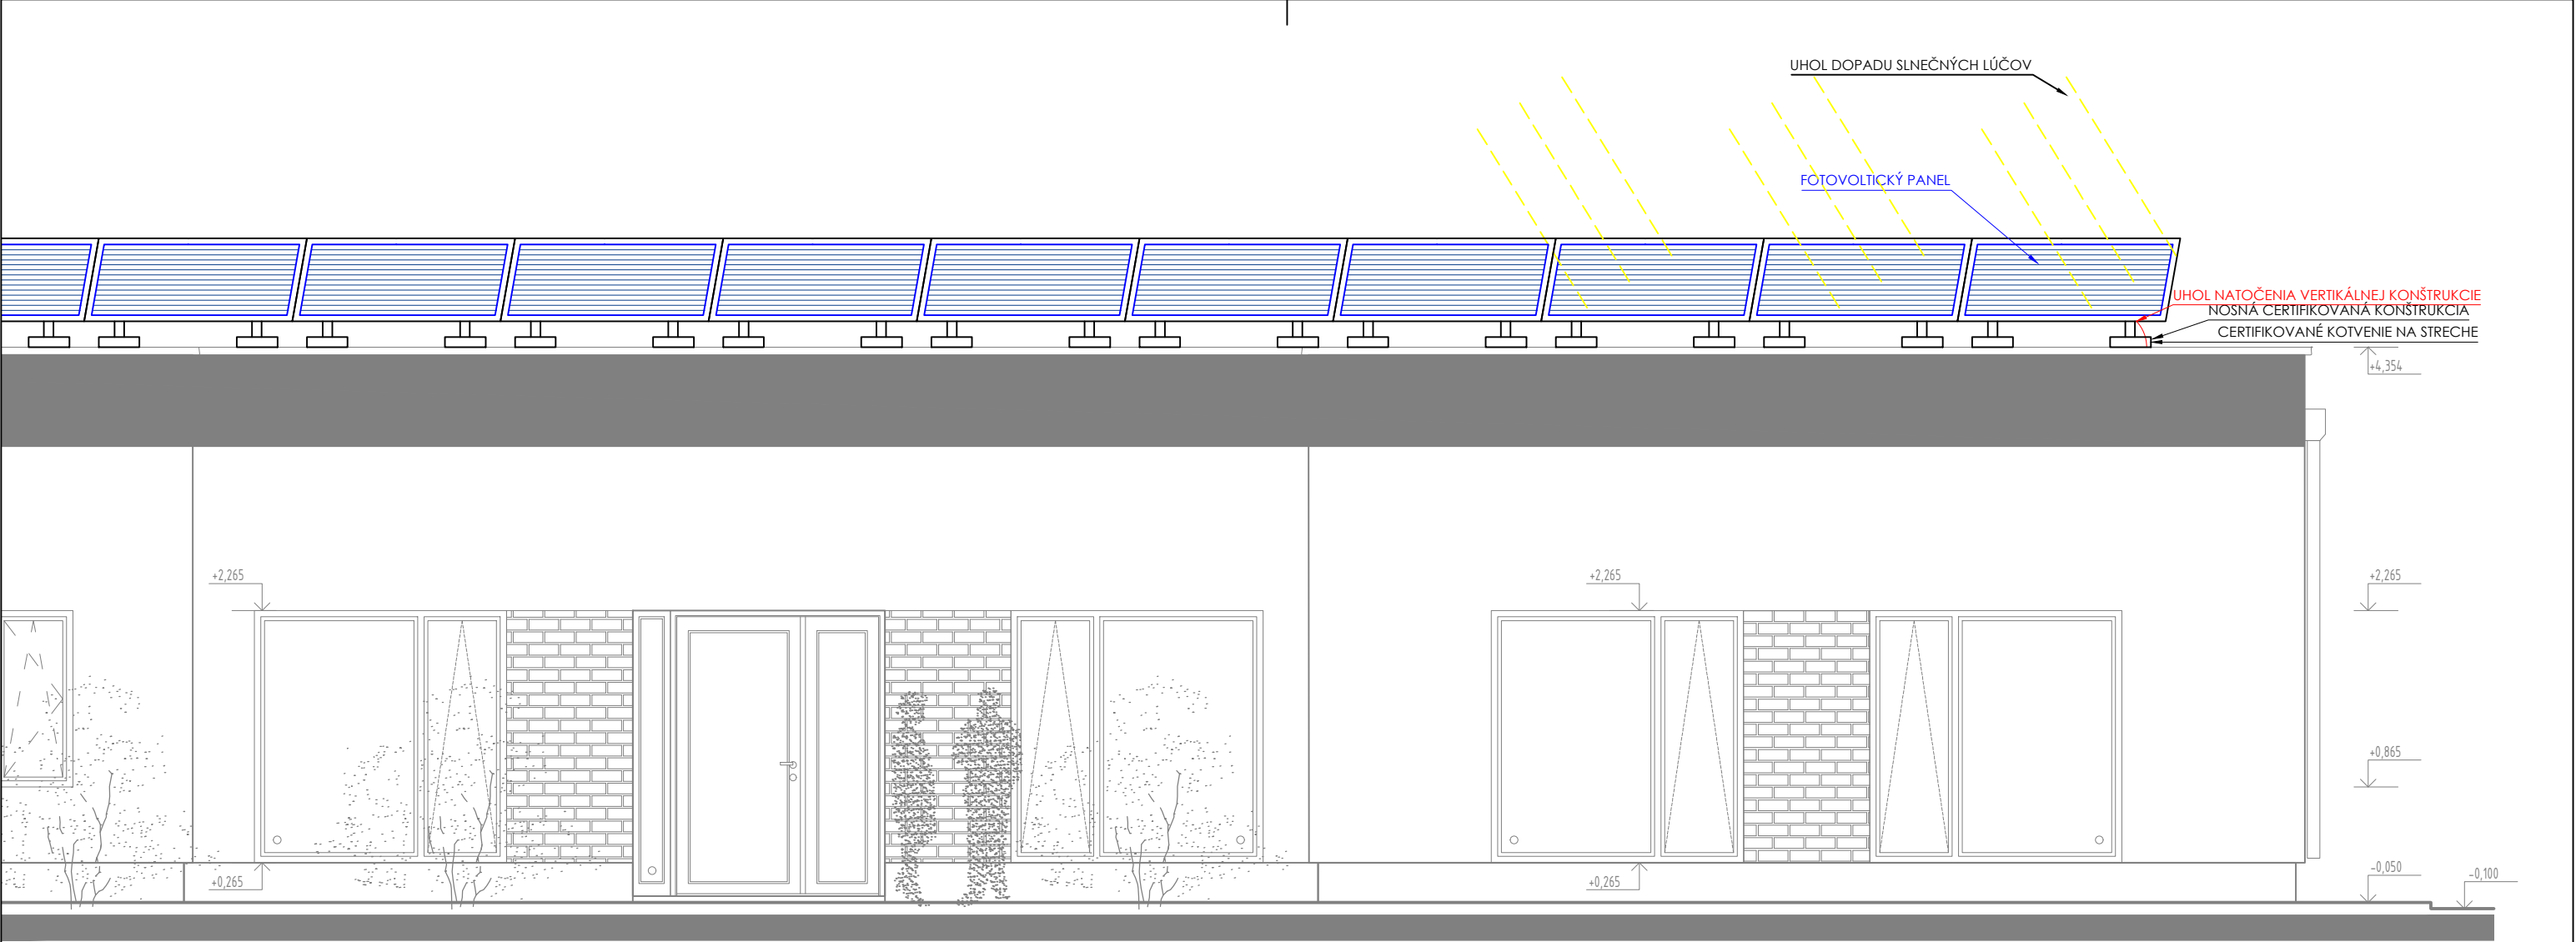 UHOL DOPADU SLNEČNÝCH LÚČOV
FOTOVOLTICKÝ PANEL
UHOL NATOČENIA VERTIKÁLNEJ KONŠTRUKCIE
NOSNÁ CERTIFIKOVANÁ KONŠTRUKCIA
CERTIFIKOVANÉ KOTVENIE NA STRECHE
+4,354
+2,265
+2,265
+2,265
+0,865
+0,265
+0,265
-0,050
-0,100